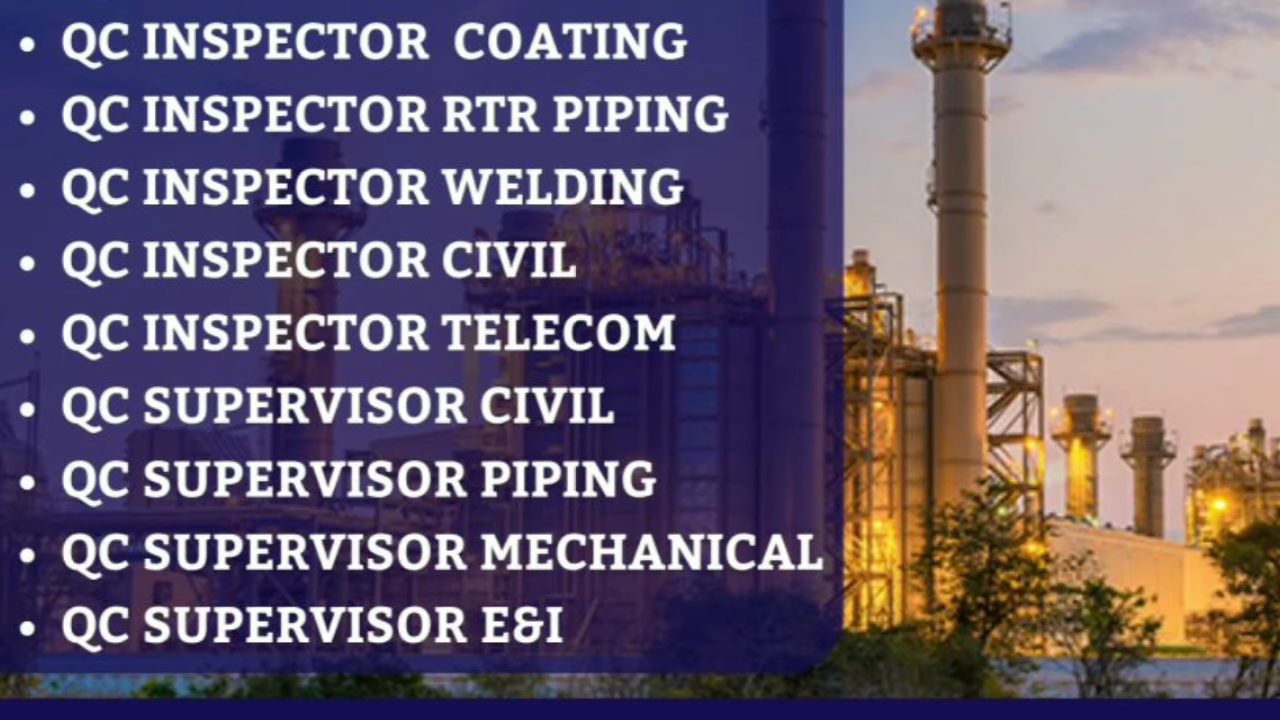 • QC INSPECTOR  COATING
• QC INSPECTOR RTR PIPING
• QC INSPECTOR WELDING
• QC INSPECTOR CIVIL
• QC INSPECTOR TELECOM
• QC SUPERVISOR CIVIL
• QC SUPERVISOR PIPING
• QC SUPERVISOR MECHANICAL
• QC SUPERVISOR E&I